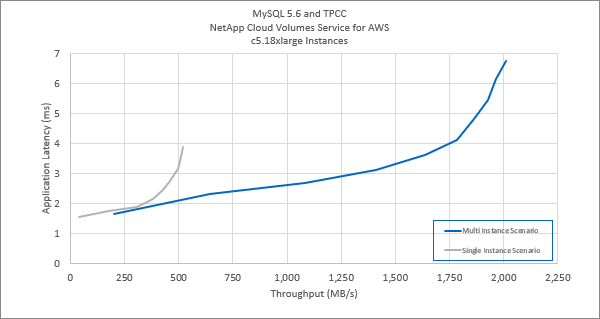 MySQL 5.6 and TPCC
NetApp Cloud Volumes Service for AWS
c5.18xlarge Instances
Application Latency (ms)
7
6
5
4
3
2
1
0
0 250 500 750 1,000 1,250 1,500 1,750 2,000 2,250
Throughput (MB/s)
Multi Instance Scenario
Single Instance Scenario